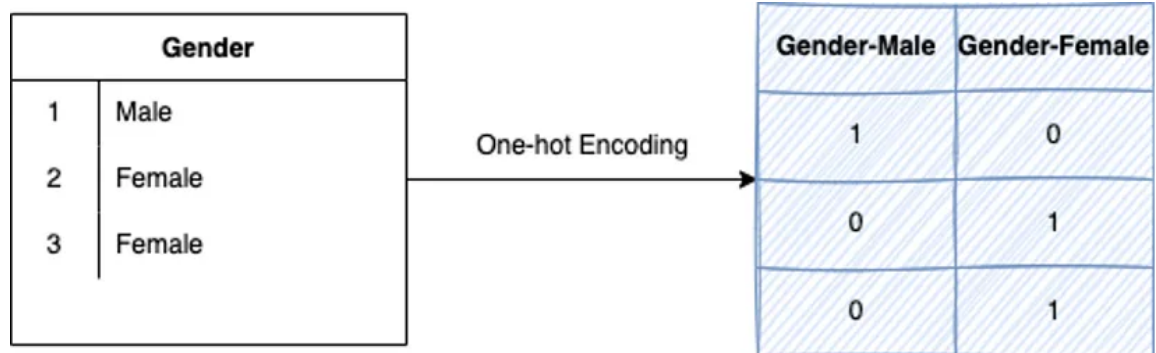 Gender
1 Male
2 Female
3 Female
One-hot Encoding
Gender-Male Gender-Female
1 0
0 1
0 1